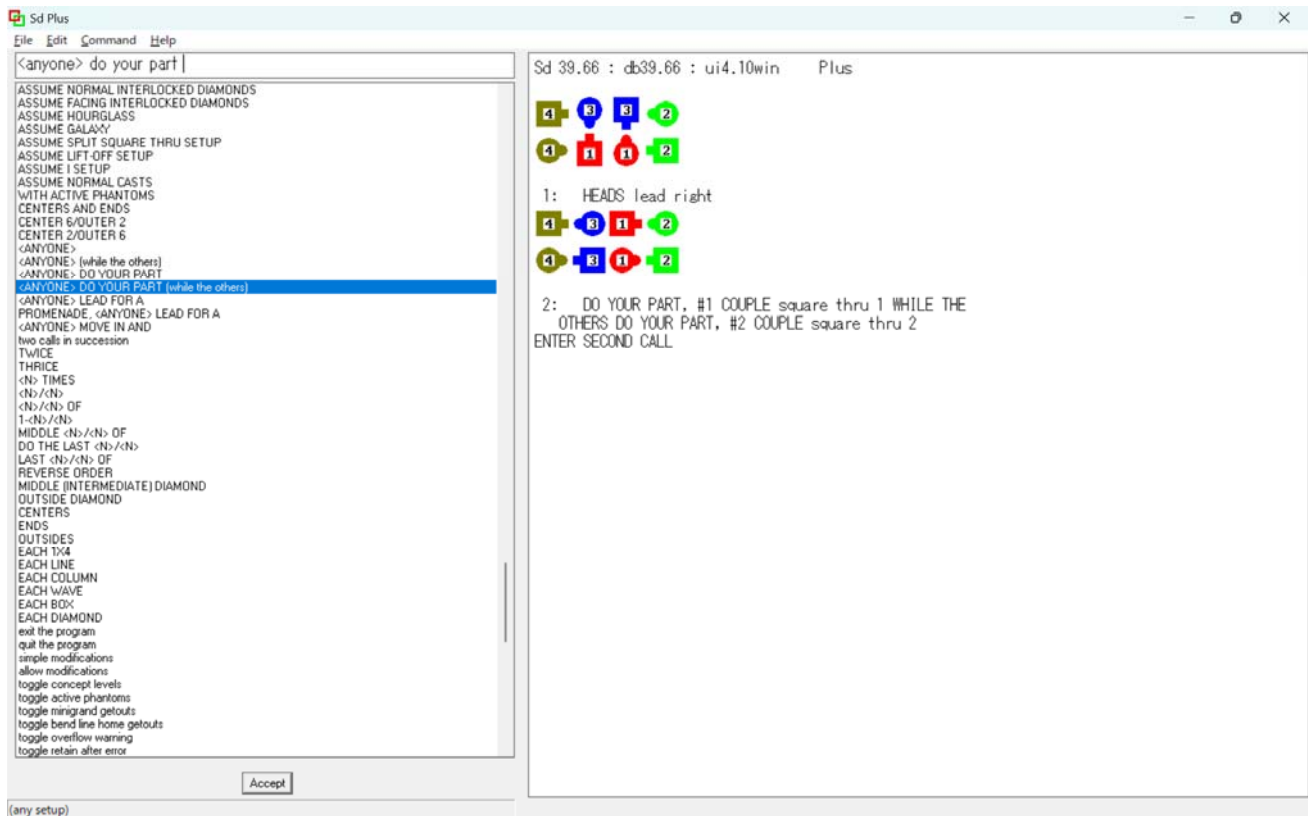 Sd Plus
File Edit Command Help
<anyone> do your part
ASSUME NORMAL INTERLOCKED DIAMONDS
ASSUME FACING INTERLOCKED DIAMONDS
ASSUME HOURGLASS
ASSUME GALAXY
ASSUME SPLIT SQUARE THRU SETUP
ASSUME LIFT-OFF SETUP
ASSUME I SETUP
ASSUME NORMAL CASTS
WITH ACTIVE PHANTOMS
CENTERS AND ENDS
CENTER 6/OUTER 2
CENTER 2/OUTER 6
<ANYONE>
<ANYONE> (while the others)
<ANYONE> DO YOUR PART
<ANYONE> DO YOUR PART (while the others)
<ANYONE> LEAD FOR A
PROMENADE, <ANYONE> LEAD FOR A
<ANYONE> MOVE IN AND
two calls in succession
TWICE
THRICE
<N> TIMES
<N>/<N>
<N>/<N> OF
1-<N>/<N>
MIDDLE <N>/<N> OF
DO THE LAST <N>/<N>
LAST <N>/<N> OF
REVERSE ORDER
MIDDLE (INTERMEDIATE) DIAMOND
OUTSIDE DIAMOND
CENTERS
ENDS
OUTSIDES
EACH 1X4
EACH LINE
EACH COLUMN
EACH WAVE
EACH BOX
EACH DIAMOND
exit the program
quit the program
simple modifications
allow modifications
toggle concept levels
toggle active phantoms
toggle minigrand getouts
toggle bend line home getouts
toggle overflow warning
toggle retain after error
Accept
(any setup)
Sd 39.66 : db39.66 : ui4.10win Plus
4 3 3 2
4 1 1 2
1: HEADS lead right
4 3 1 2
4 3 1 2
2: DO YOUR PART, #1 COUPLE square thru 1 WHILE THE
OTHERS DO YOUR PART, #2 COUPLE square thru 2
ENTER SECOND CALL